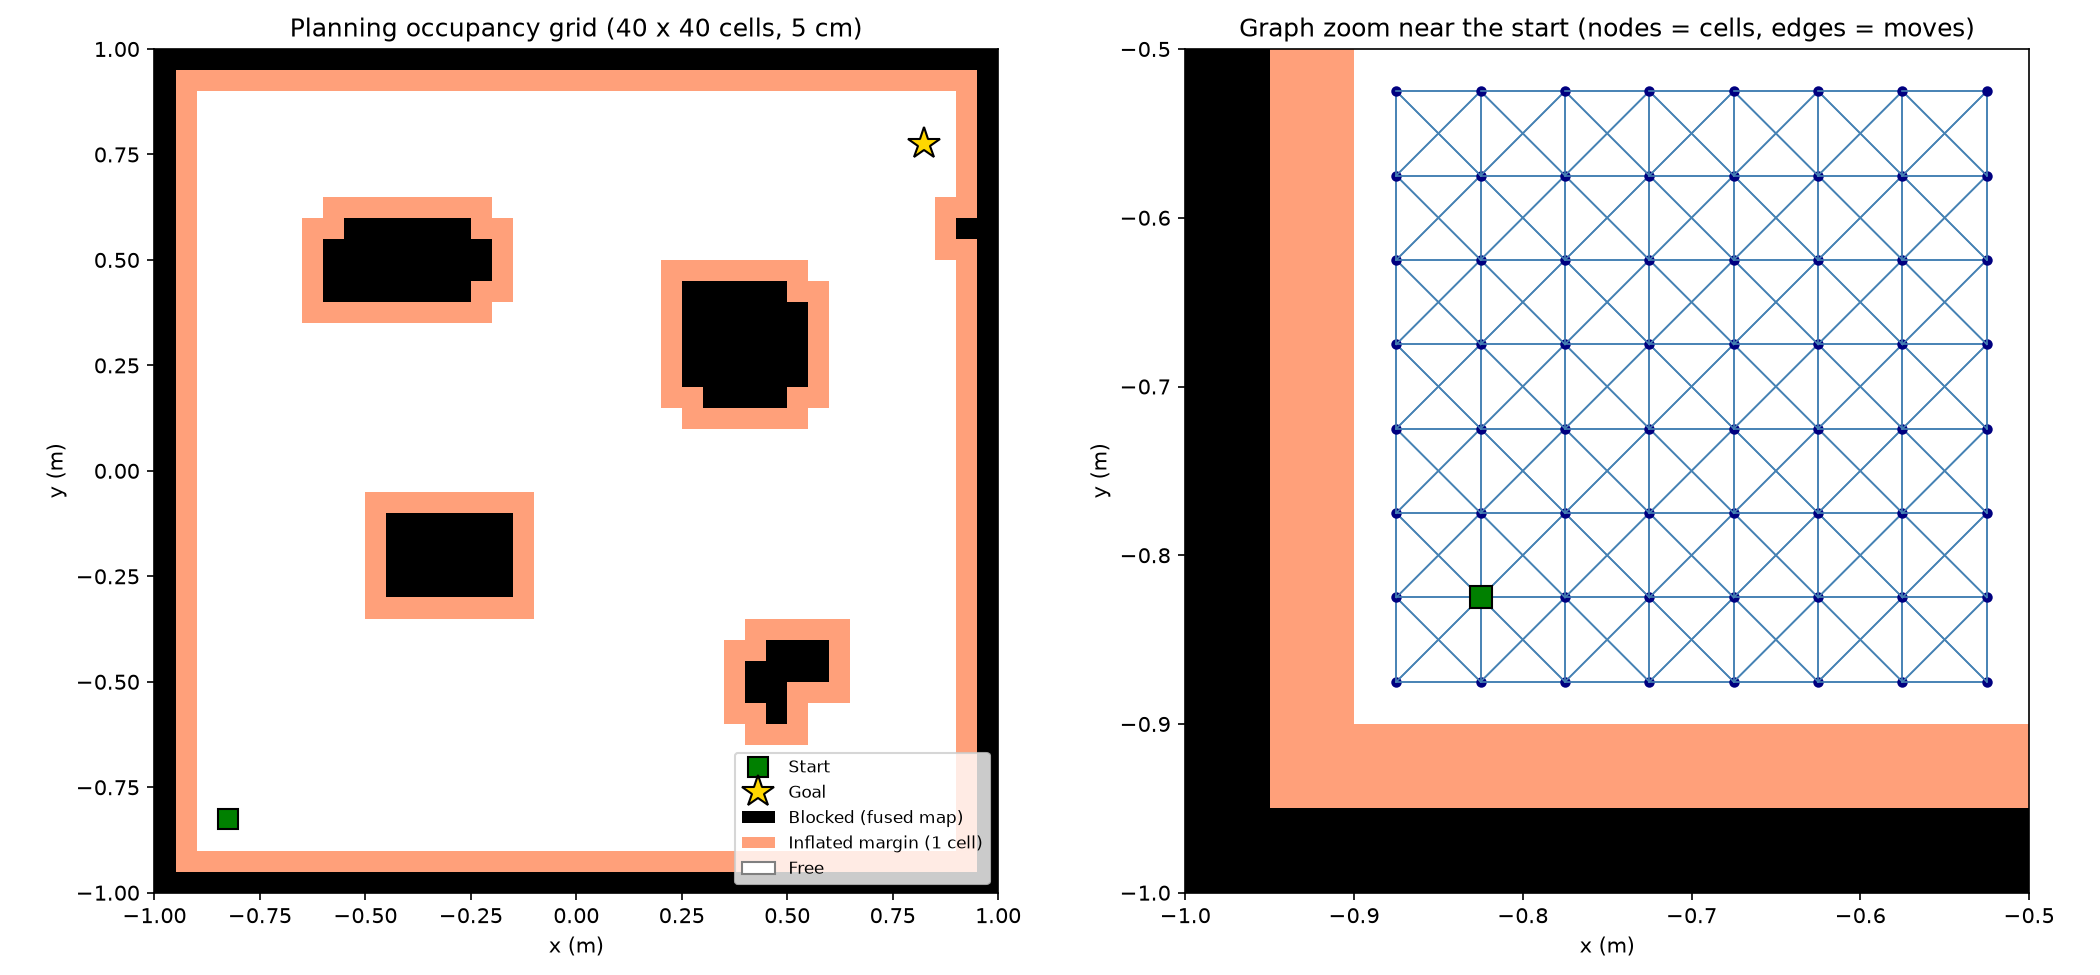 Planning occupancy grid (40 x 40 cells, 5 cm)
1.00
0.75
0.50
0.25
0.00
−0.25
−0.50
−0.75
−1.00
y (m)
−1.00 −0.75 −0.50 −0.25 0.00 0.25 0.50 0.75 1.00
x (m)
Start
Goal
Blocked (fused map)
Inflated margin (1 cell)
Free
Graph zoom near the start (nodes = cells, edges = moves)
−0.5
−0.6
−0.7
−0.8
−0.9
−1.0
y (m)
−1.0 −0.9 −0.8 −0.7 −0.6 −0.5
x (m)